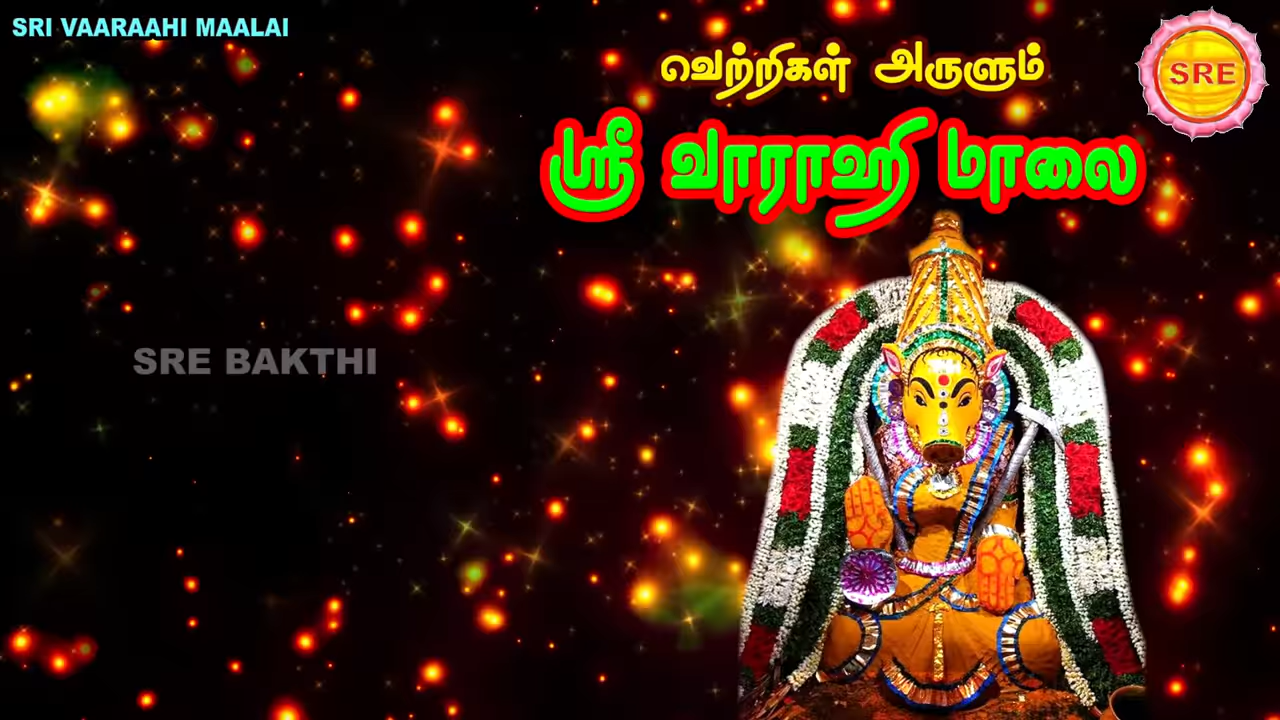 SRI VAARAAHI MAALAI
வெற்றிகள் அருளும்
SRE
ஸ்ரீ வாராஹி மாலை
SRE BAKTHI